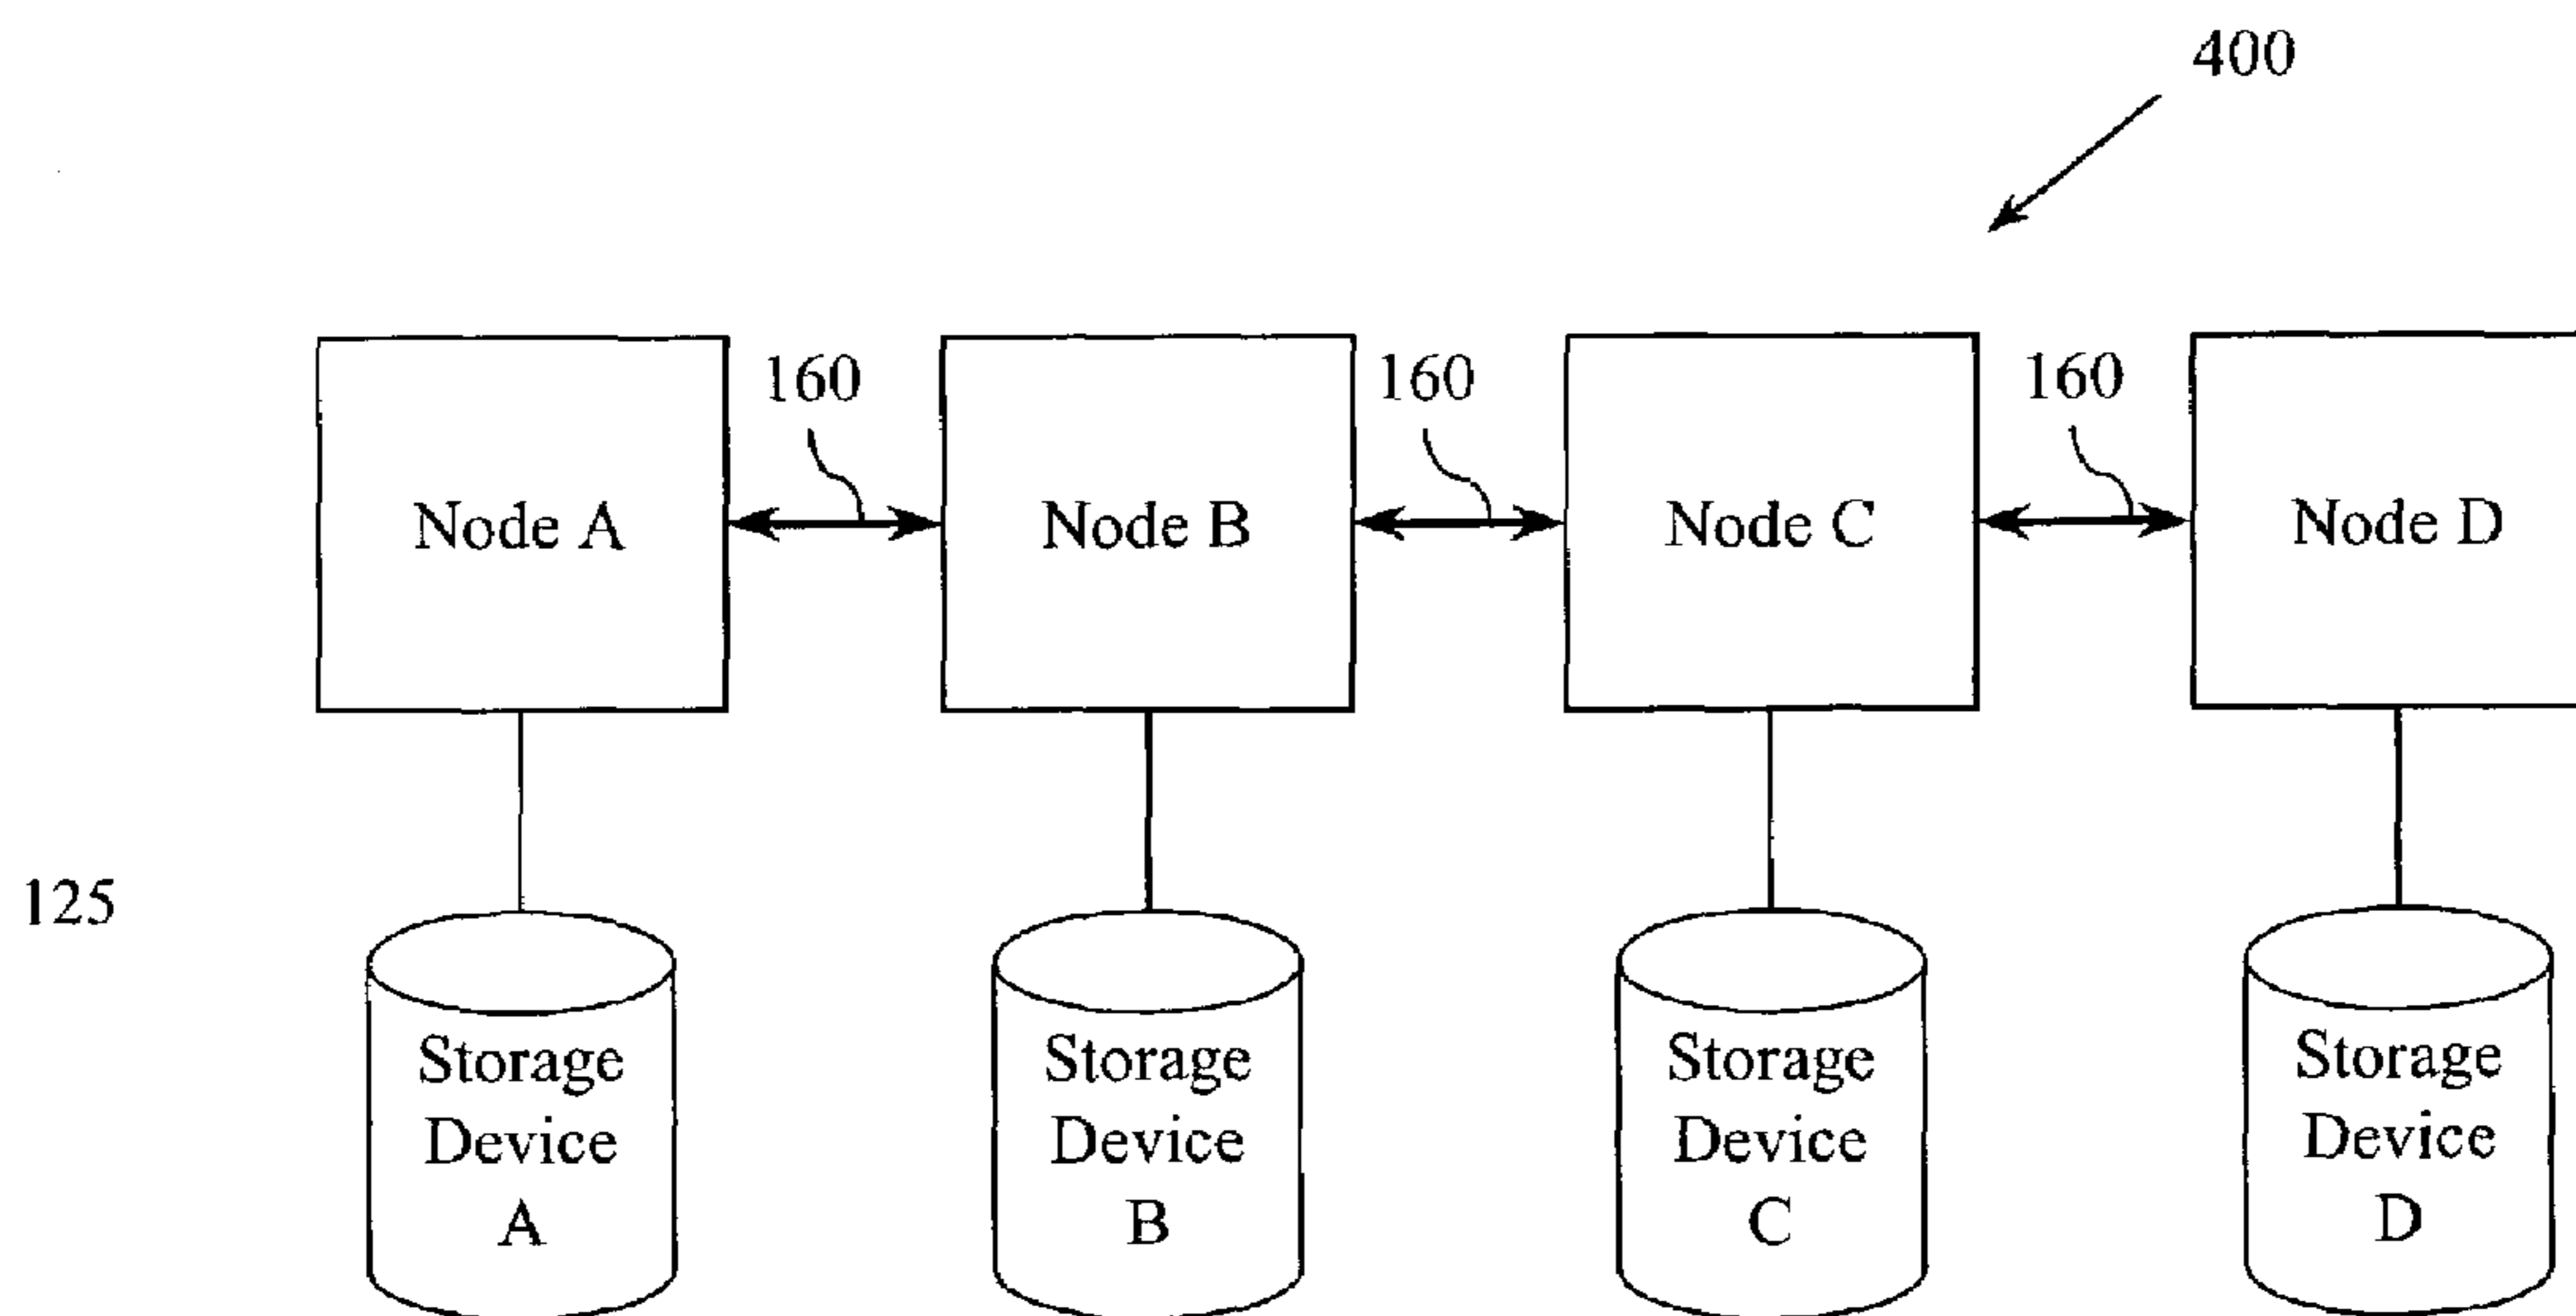 400
160
160
160
Node A
Node B
Node C
Node D
125
Storage
Device
A
Storage
Device
B
Storage
Device
C
Storage
Device
D